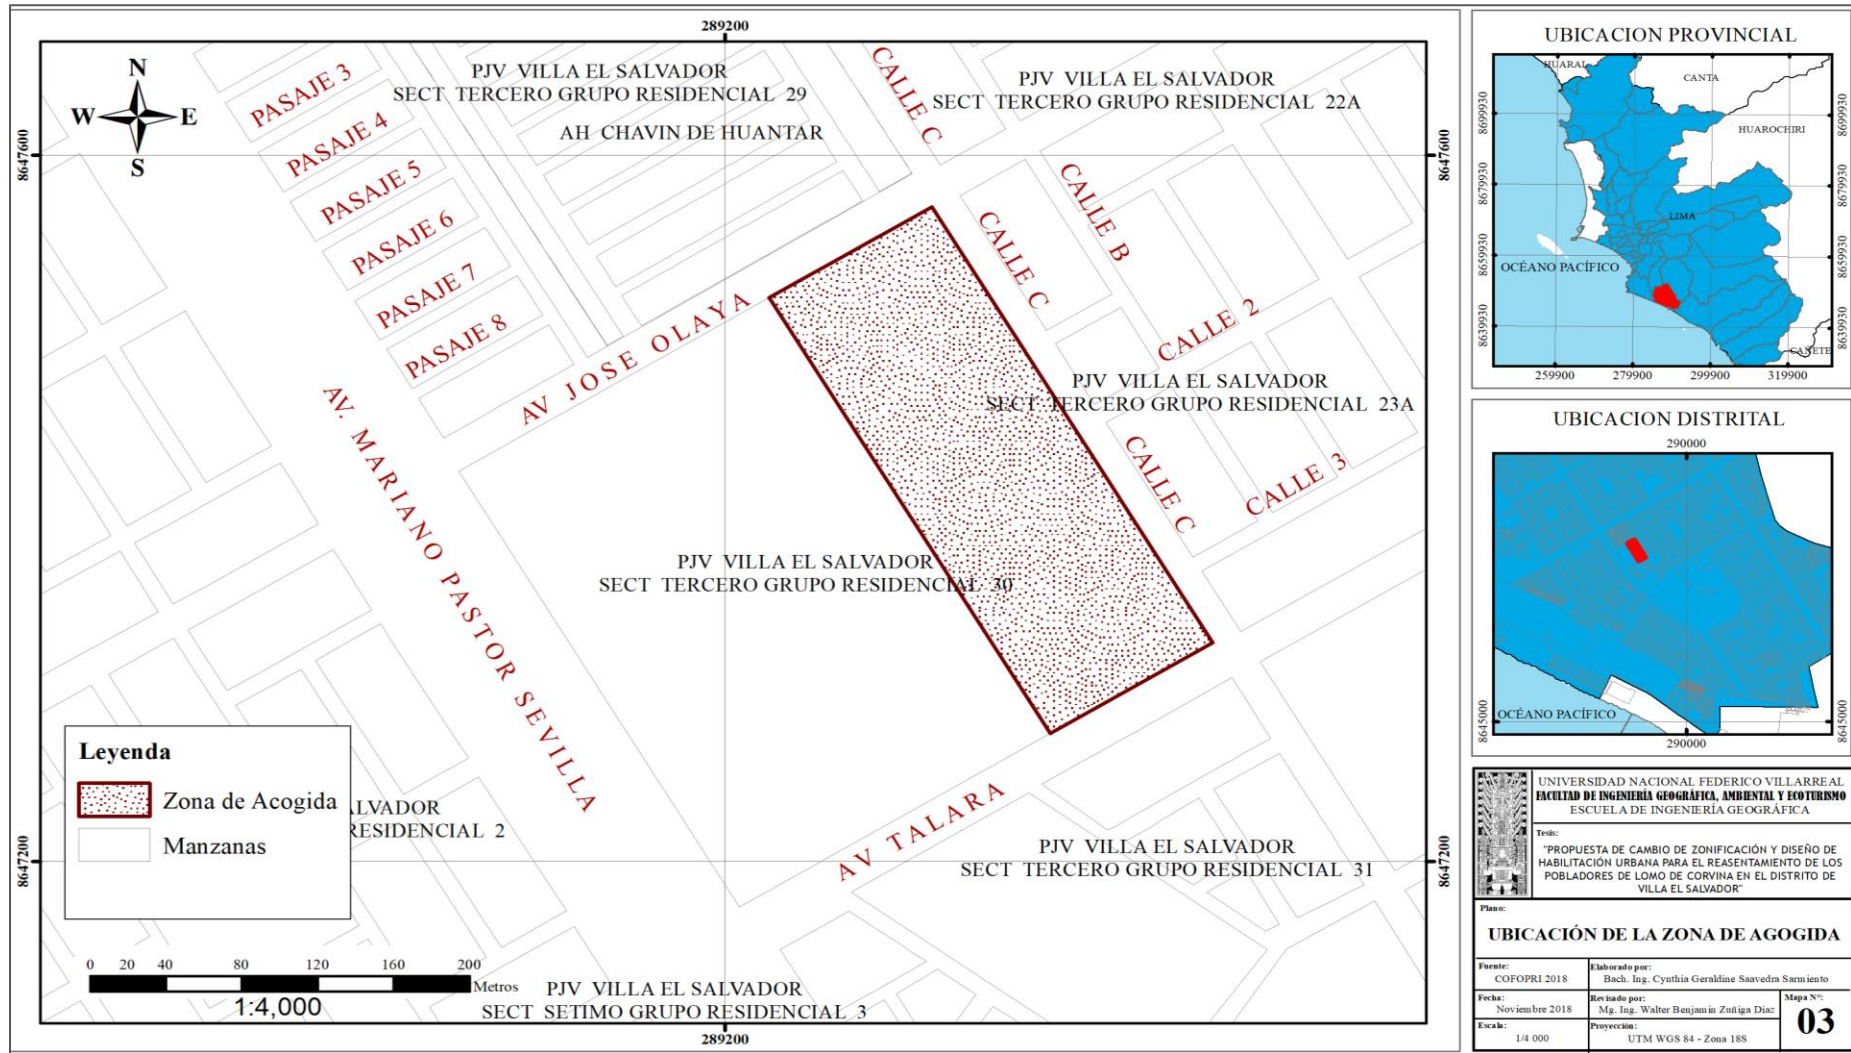 289200
N
W
E
S
8647600
8647600
PASAJE 3
PASAJE 4
PASAJE 5
PASAJE 6
PASAJE 7
PASAJE 8
PJV VILLA EL SALVADOR
SECT TERCERO GRUPO RESIDENCIAL 29
AH CHAVIN DE HUANTAR
CALLE C
PJV VILLA EL SALVADOR
SECT TERCERO GRUPO RESIDENCIAL 22A
CALLE B
CALLE C
CALLE 2
AV JOSE OLAYA
PJV VILLA EL SALVADOR
SECT TERCERO GRUPO RESIDENCIAL 23A
CALLE C
CALLE 3
AV. MARIANO PASTOR SEVILLA
PJV VILLA EL SALVADOR
SECT TERCERO GRUPO RESIDENCIAL 30
Leyenda
Zona de Acogida
Manzanas
ALVADOR
RESIDENCIAL 2
AV TALARA
PJV VILLA EL SALVADOR
SECT TERCERO GRUPO RESIDENCIAL 31
8647200
8647200
0 20 40 80 120 160 200
Metros
1:4,000
PJV VILLA EL SALVADOR
SECT SETIMO GRUPO RESIDENCIAL 3
289200
UBICACION PROVINCIAL
HUARAL
CANTA
HUAROCHIRI
LIMA
OCÉANO PACÍFICO
CAÑETE
8699930
8679930
8659930
8639930
8699930
8679930
8659930
8639930
259900 279900 299900 319900
UBICACION DISTRITAL
290000
OCÉANO PACÍFICO
8645000
8645000
290000
UNIVERSIDAD NACIONAL FEDERICO VILLARREAL
FACULTAD DE INGENIERÍA GEOGRÁFICA, AMBIENTAL Y ECOTURISMO
ESCUELA DE INGENIERÍA GEOGRÁFICA
Tesis:
"PROPUESTA DE CAMBIO DE ZONIFICACIÓN Y DISEÑO DE
HABILITACIÓN URBANA PARA EL REASENTAMIENTO DE LOS
POBLADORES DE LOMO DE CORVINA EN EL DISTRITO DE
VILLA EL SALVADOR"
Plano:
UBICACIÓN DE LA ZONA DE AGOGIDA
Fuente:
COFOPRI 2018
Elaborado por:
Bach. Ing. Cynthia Geraldine Saavedra Sarmiento
Fecha:
Noviembre 2018
Revisado por:
Mg. Ing. Walter Benjamin Zuñiga Diaz
Mapa Nº:
03
Escala:
1/4 000
Proyección:
UTM WGS 84 - Zona 18S